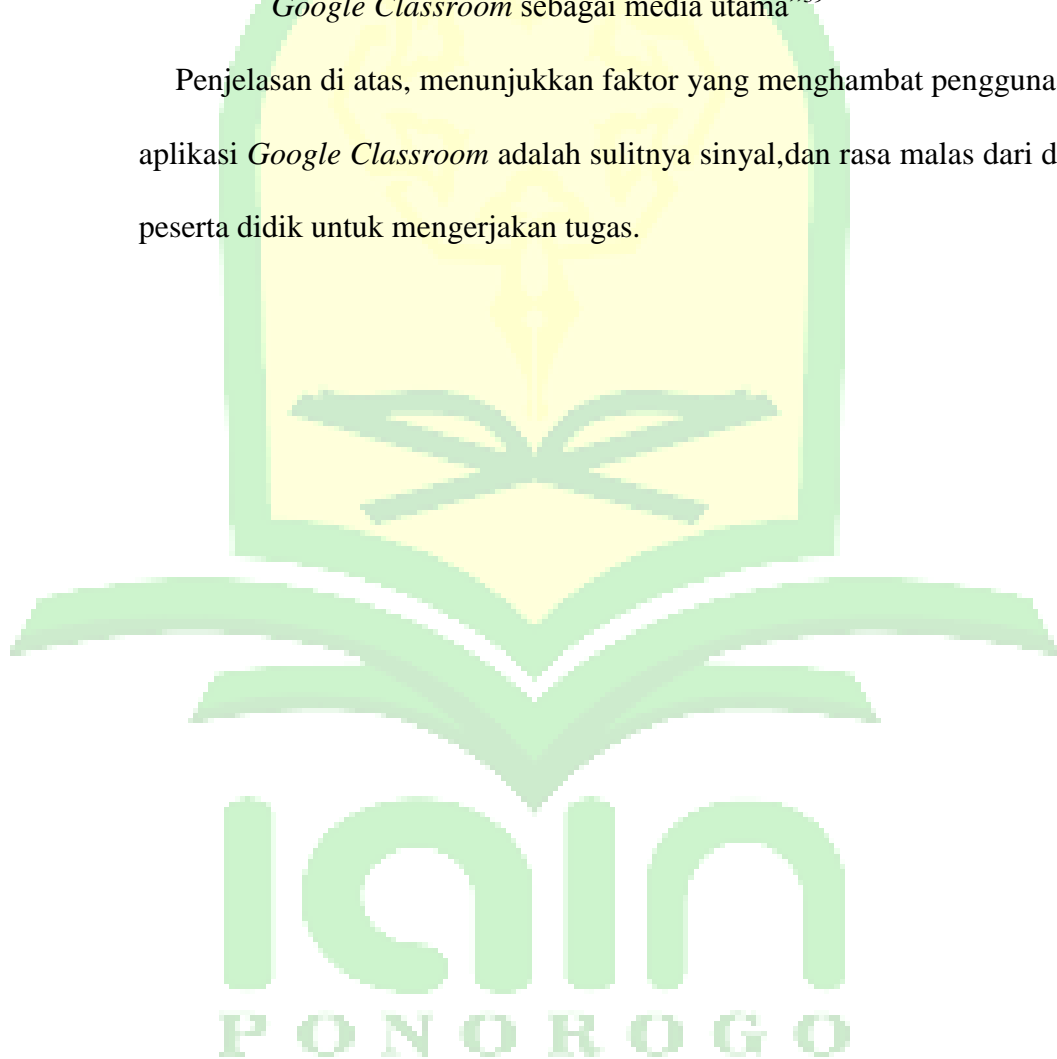 Google Classroom sebagai media utama"
Penjelasan di atas, menunjukkan faktor yang menghambat pengguna
aplikasi Google Classroom adalah sulitnya sinyal,dan rasa malas dari d
peserta didik untuk mengerjakan tugas.
iain
PONOROGO